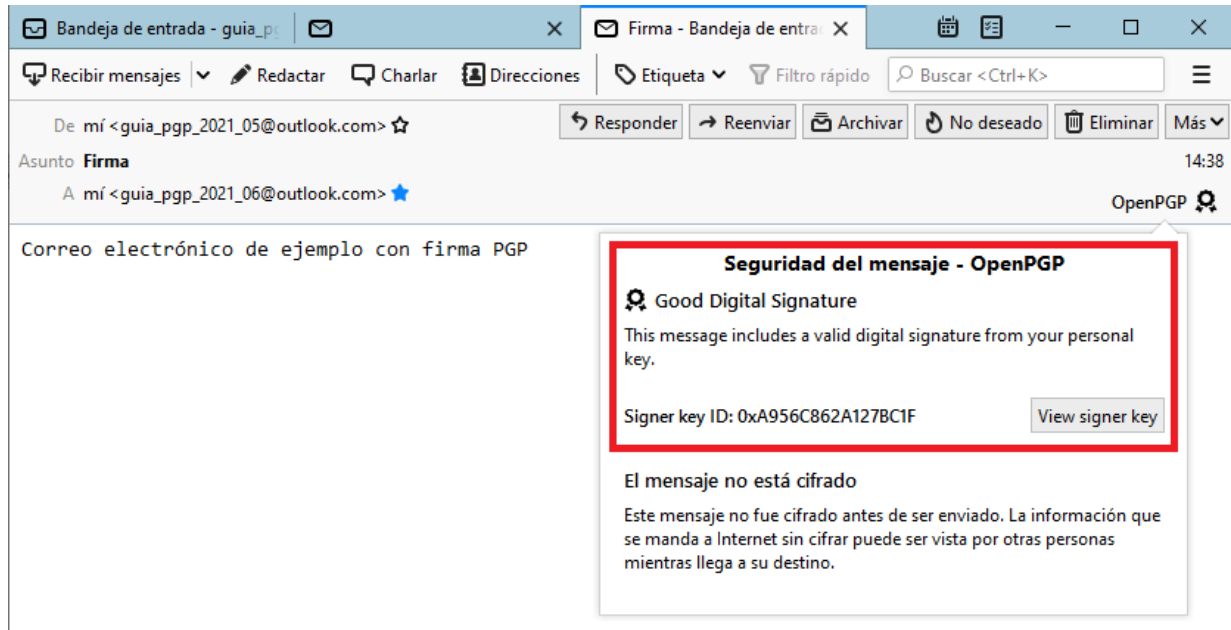 Bandeja de entrada - guia_pg
Firma - Bandeja de entra
Recibir mensajes Redactar Charlar Direcciones Etiqueta Filtro rápido Buscar <Ctrl+K>
De mí <guia_pgp_2021_05@outlook.com> Responder Reenviar Archivar No deseado Eliminar Más
Asunto Firma 14:38
A mí <guia_pgp_2021_06@outlook.com>
OpenPGP
Correo electrónico de ejemplo con firma PGP
Seguridad del mensaje - OpenPGP
Good Digital Signature
This message includes a valid digital signature from your personal
key.
Signer key ID: 0xA956C862A127BC1F View signer key
El mensaje no está cifrado
Este mensaje no fue cifrado antes de ser enviado. La información que
se manda a Internet sin cifrar puede ser vista por otras personas
mientras llega a su destino.